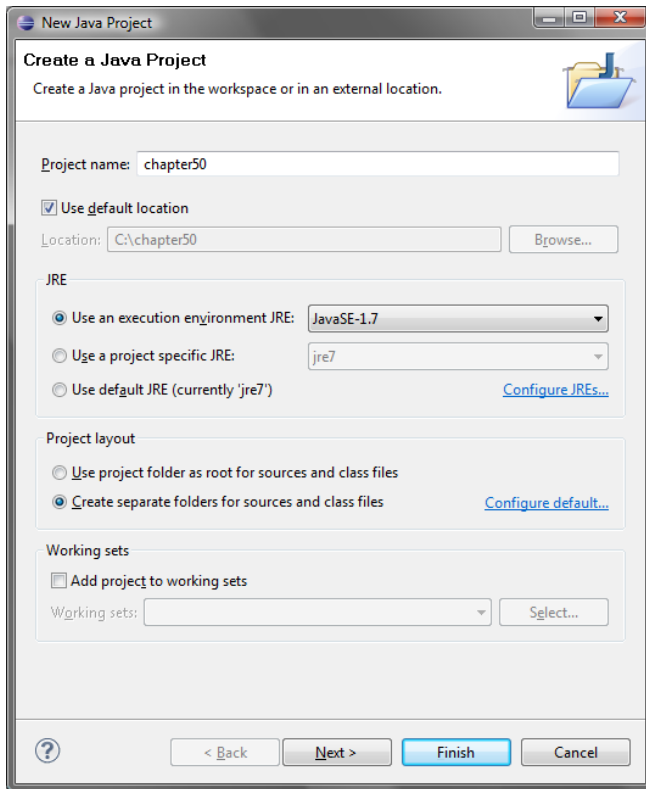 New Java Project
Create a Java Project
Create a Java project in the workspace or in an external location.
Project name: chapter50
Use default location
Location: C:\chapter50 Browse...
JRE
Use an execution environment JRE: JavaSE-1.7
Use a project specific JRE: jre7
Use default JRE (currently 'jre7') Configure JREs...
Project layout
Use project folder as root for sources and class files
Create separate folders for sources and class files Configure default...
Working sets
Add project to working sets
Working sets: Select...
? < Back Next > Finish Cancel